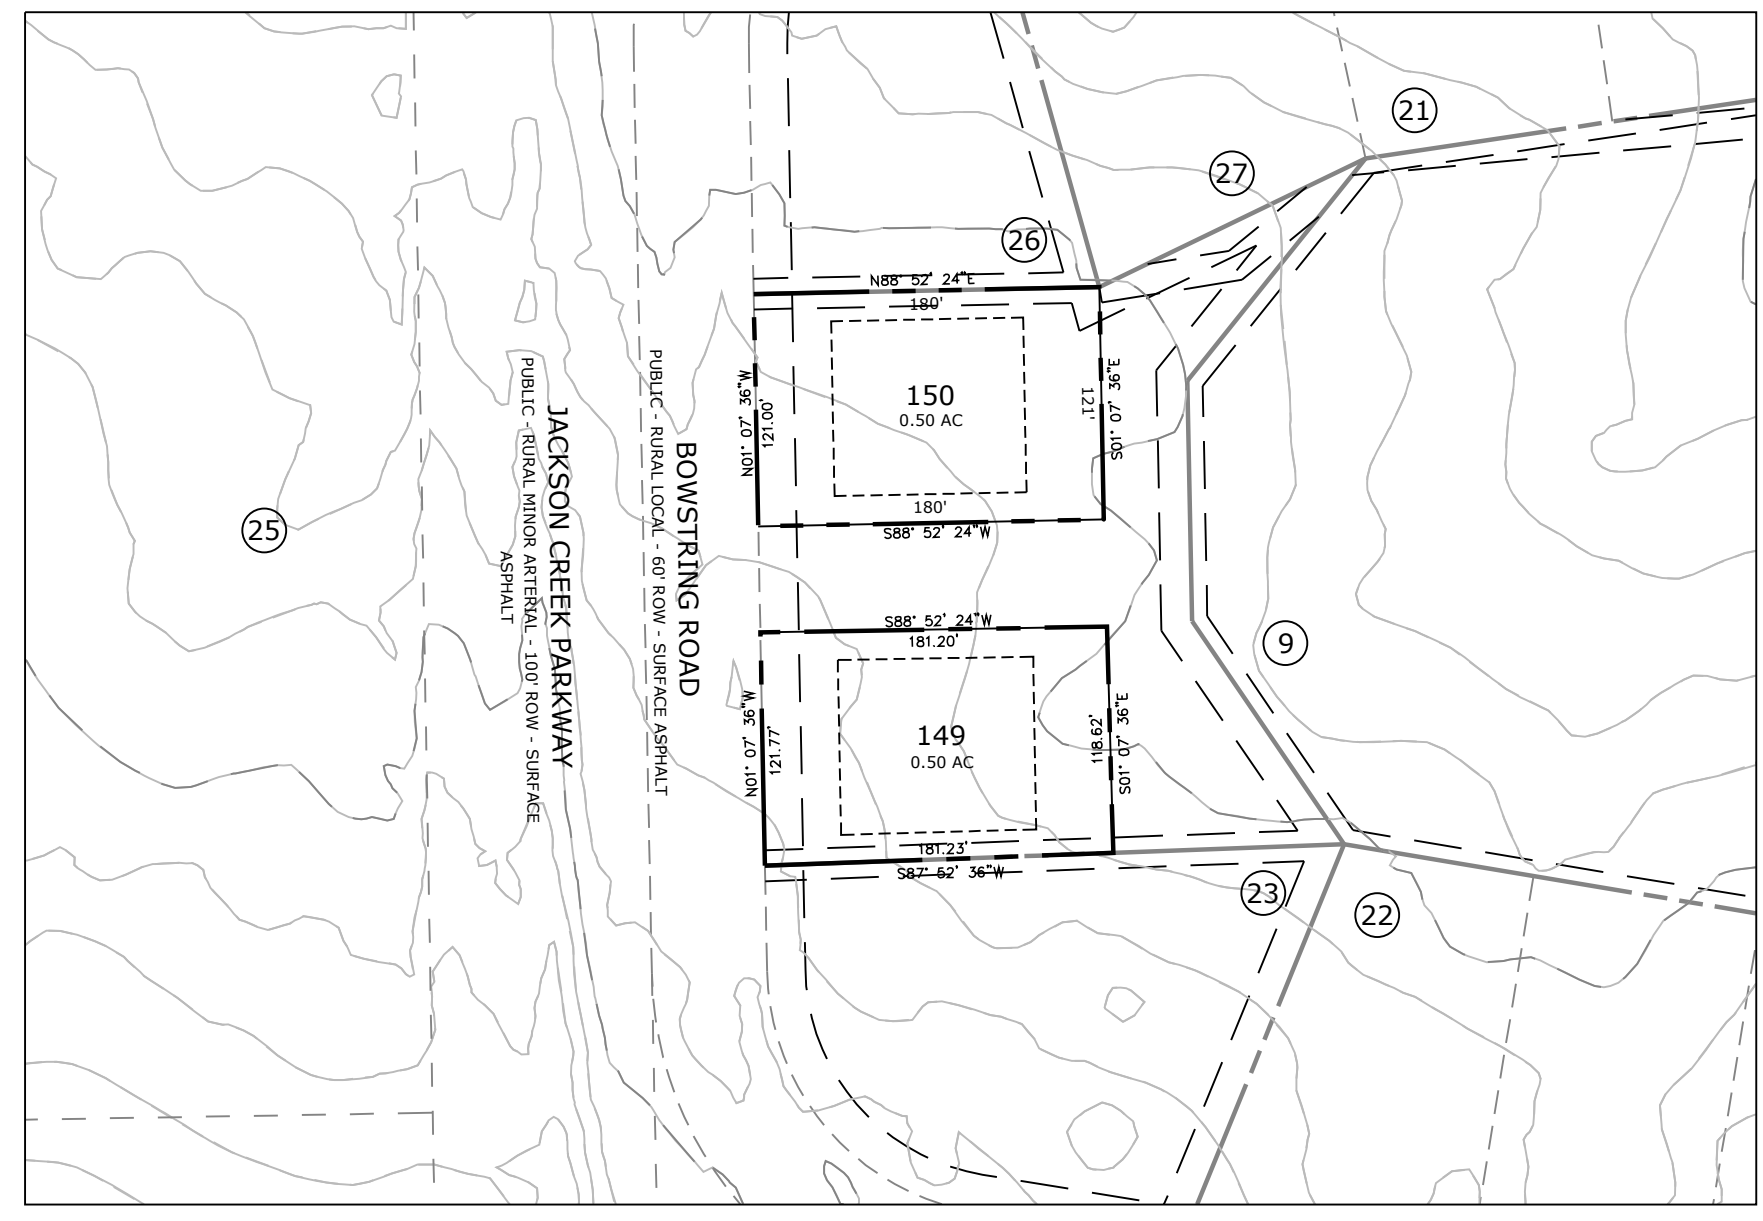 21
27
26
N88° 52' 24"E
180'
N01° 07' 36"W
121.00'
150
0.50 AC
121'
S01° 07' 36"E
180'
S88° 52' 24"W
25
JACKSON CREEK PARKWAY
PUBLIC - RURAL MINOR ARTERIAL - 100' ROW - SURFACE
ASPHALT
BOWSTRING ROAD
PUBLIC - RURAL LOCAL - 60' ROW - SURFACE ASPHALT
S88° 52' 24"W
181.20'
9
N01° 07' 36"W
121.77'
149
0.50 AC
118.62'
S01° 07' 36"E
181.23'
S87° 52' 36"W
23
22